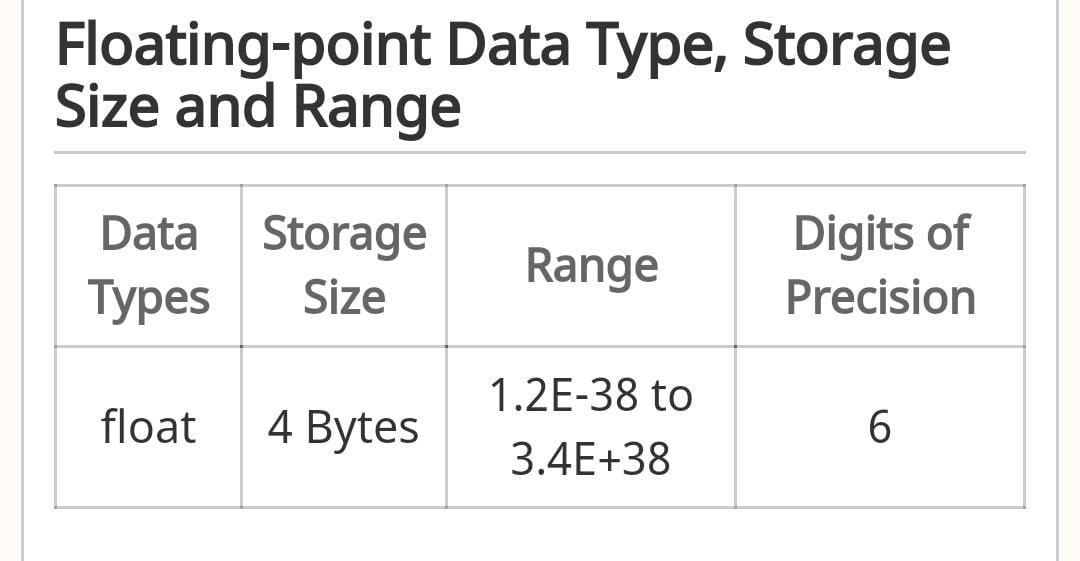 Floating-point Data Type, Storage
Size and Range
Data
Types
Storage
Size
Range
Digits of
Precision
float
4 Bytes
1.2E-38 to
3.4E+38
6